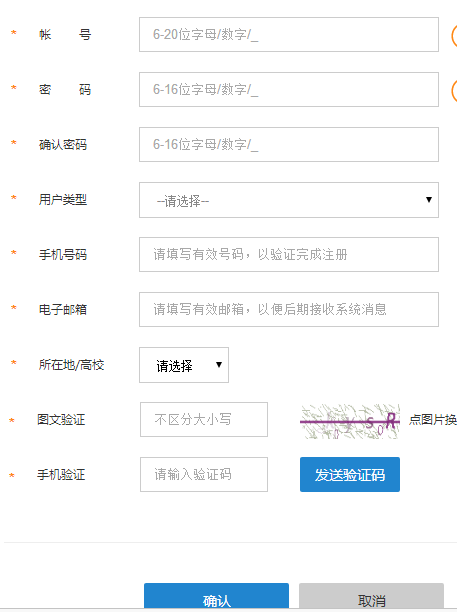 * 帐 号 6-20位字母/数字/_
* 密 码 6-16位字母/数字/_
* 确认密码 6-16位字母/数字/_
* 用户类型 --请选择--
* 手机号码 请填写有效号码，以验证完成注册
* 电子邮箱 请填写有效邮箱，以便后期接收系统消息
* 所在地/高校 请选择
* 图文验证 不区分大小写 点图片换
* 手机验证 请输入验证码 发送验证码
确认 取消